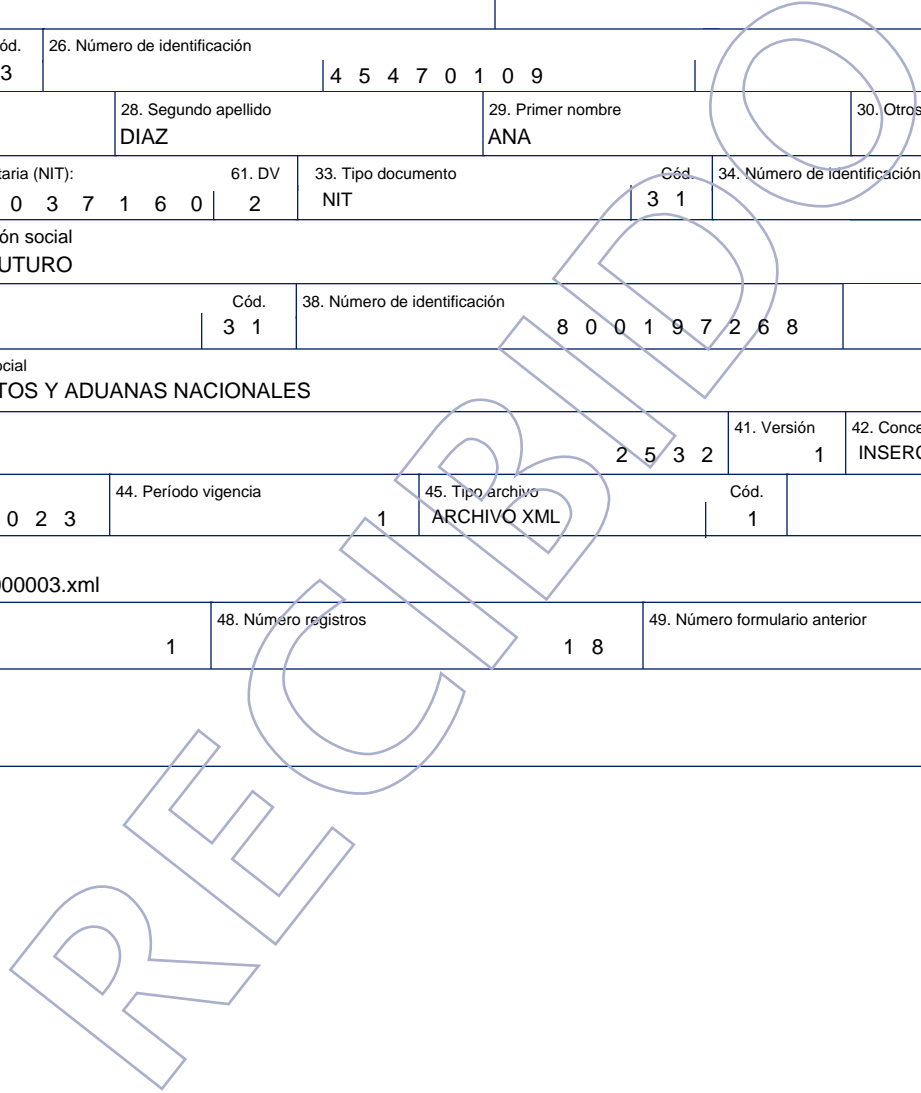 ód. 26. Número de identificación
3 4 5 4 7 0 1 0 9
28. Segundo apellido 29. Primer nombre 30. Otros
DIAZ ANA
taria (NIT): 61. DV 33. Tipo documento Cód. 34. Número de identificación
0 3 7 1 6 0 2 NIT 3 1
ón social
UTURO
Cód. 38. Número de identificación
3 1 8 0 0 1 9 7 2 6 8
ocial
TOS Y ADUANAS NACIONALES
41. Versión 42. Conce
2 5 3 2 1 INSERC
44. Período vigencia 45. Tipo archivo Cód.
0 2 3 1 ARCHIVO XML 1
000003.xml
48. Número registros 49. Número formulario anterior
1 1 8
RECIBIDO